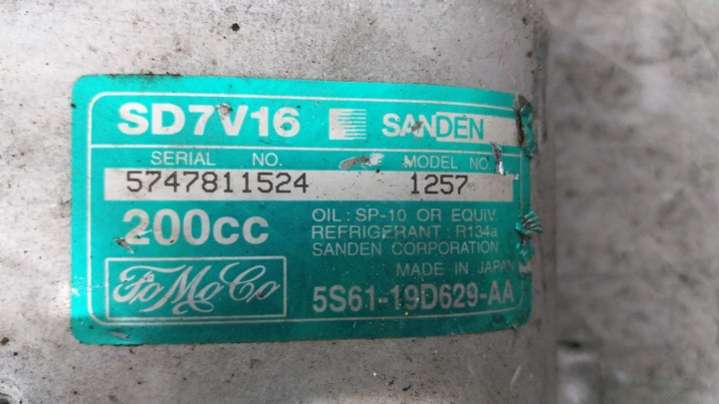 SD7V16 SANDEN
SERIAL NO. MODEL NO.
5747811524 1257
200cc
OIL : SP-10 OR EQUIV.
REFRIGERANT : R134a
SANDEN CORPORATION
MADE IN JAPAN
FoMoCo
5S61-19D629-AA